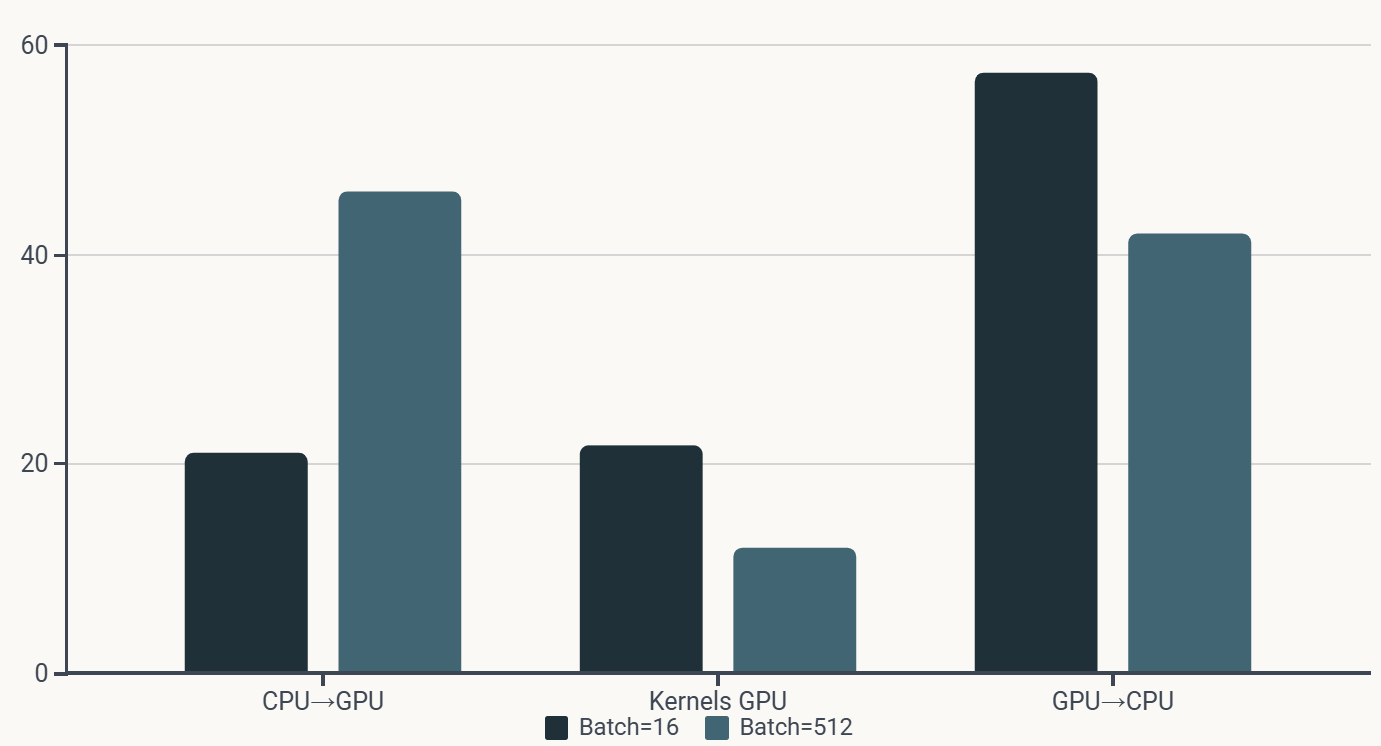 60
40
20
0
CPU→GPU
Kernels GPU
GPU→CPU
Batch=16
Batch=512